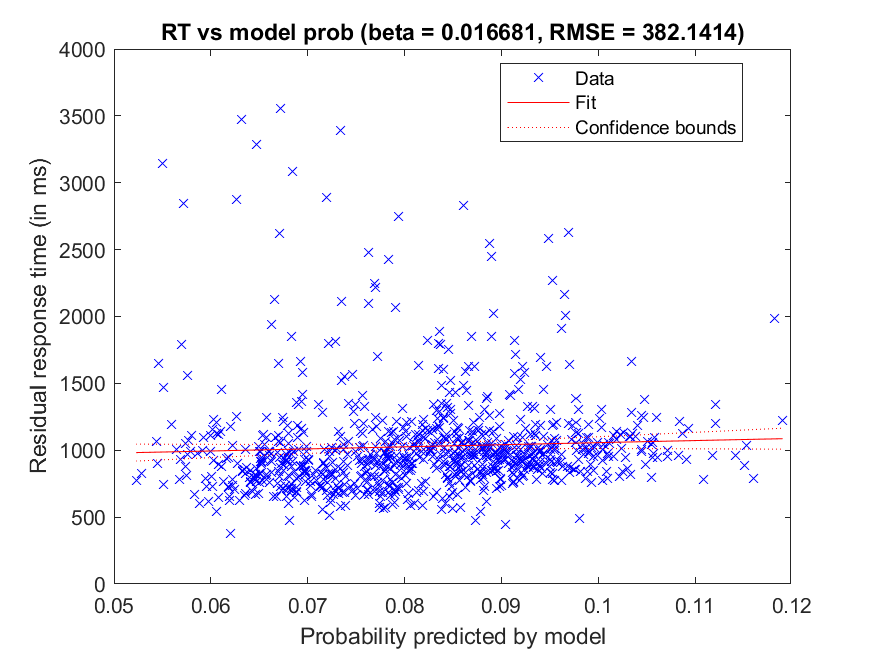 RT vs model prob (beta = 0.016681, RMSE = 382.1414)
4000
3500
3000
2500
2000
1500
1000
500
0
Residual response time (in ms)
Data
Fit
Confidence bounds
0.05 0.06 0.07 0.08 0.09 0.1 0.11 0.12
Probability predicted by model